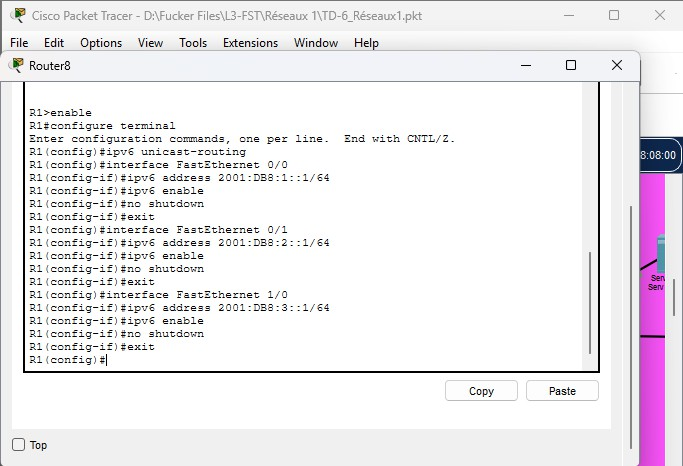 Cisco Packet Tracer - D:\Fucker Files\L3-FST\Réseaux 1\TD-6_Réseaux1.pkt
File Edit Options View Tools Extensions Window Help
Router8
R1>enable
R1#configure terminal
Enter configuration commands, one per line.  End with CNTL/Z.
R1(config)#ipv6 unicast-routing
R1(config)#interface FastEthernet 0/0
R1(config-if)#ipv6 address 2001:DB8:1::1/64
R1(config-if)#ipv6 enable
R1(config-if)#no shutdown
R1(config-if)#exit
R1(config)#interface FastEthernet 0/1
R1(config-if)#ipv6 address 2001:DB8:2::1/64
R1(config-if)#ipv6 enable
R1(config-if)#no shutdown
R1(config-if)#exit
R1(config)#interface FastEthernet 1/0
R1(config-if)#ipv6 address 2001:DB8:3::1/64
R1(config-if)#ipv6 enable
R1(config-if)#no shutdown
R1(config-if)#exit
R1(config)#
8:08:00
Ser
Serv
Copy Paste
Top